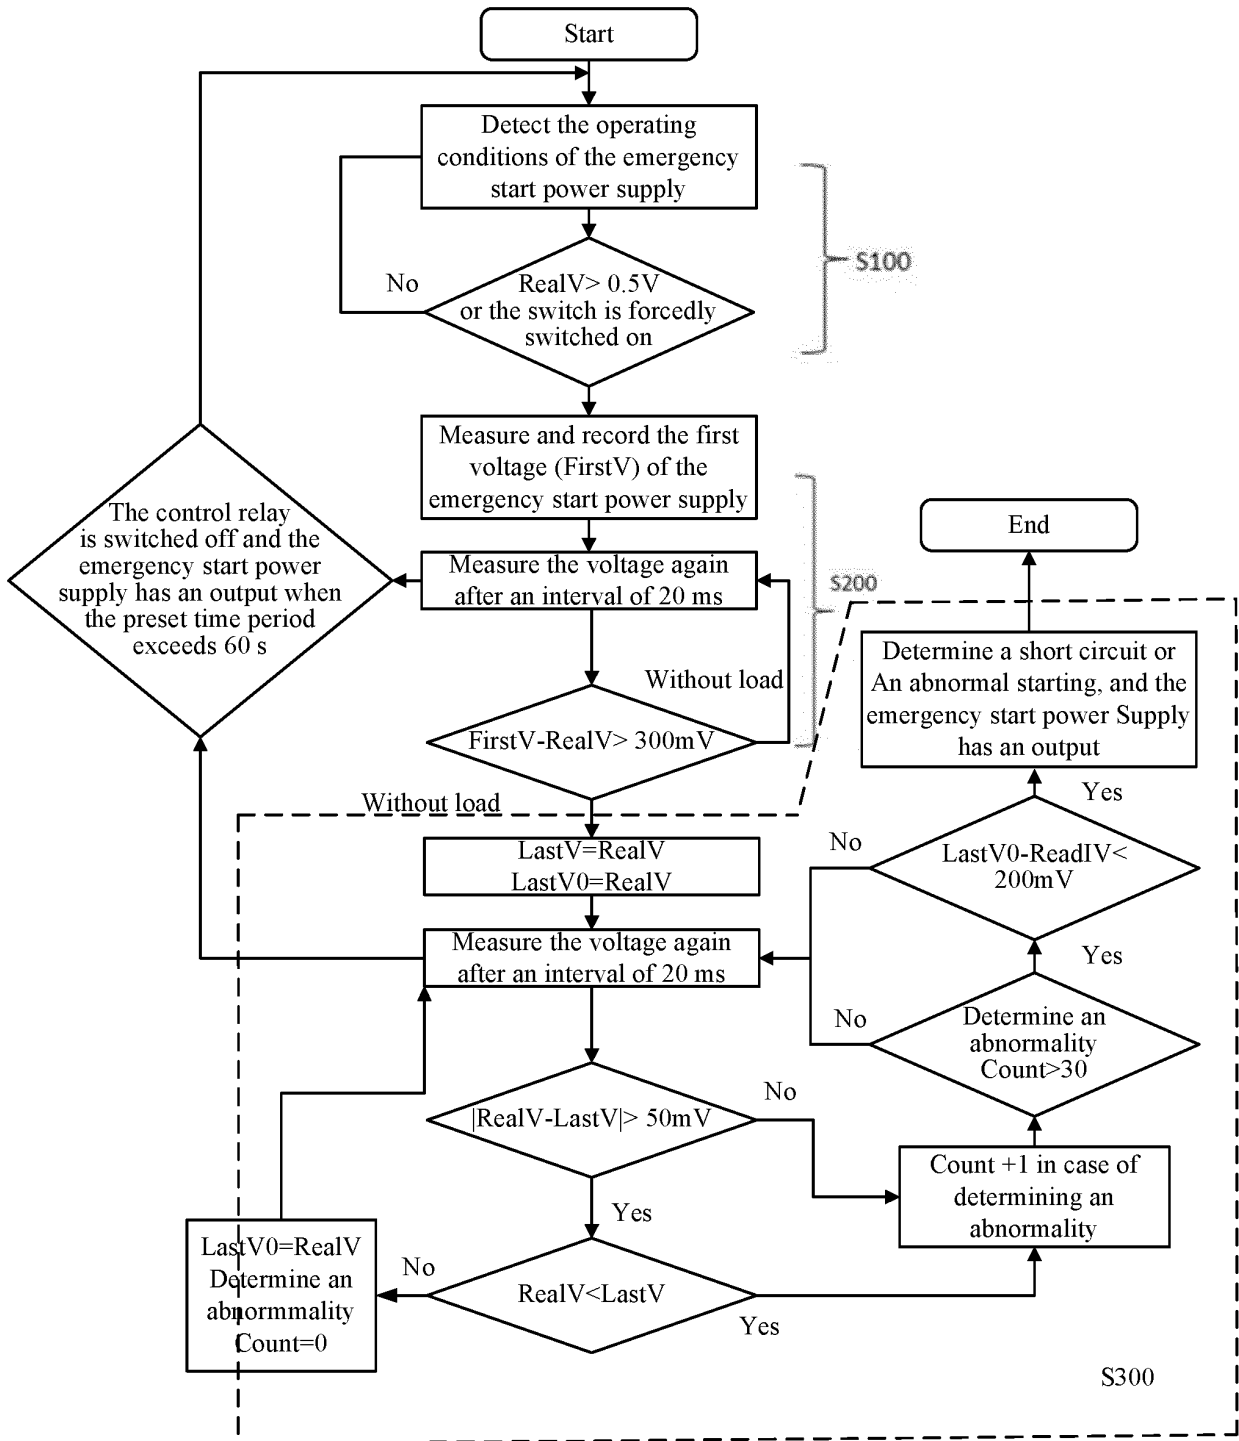 Start
Detect the operating
conditions of the emergency
start power supply
S100
No
RealV> 0.5V
or the switch is forcedly
switched on
Measure and record the first
voltage (FirstV) of the
emergency start power supply
The control relay
is switched off and the
emergency start power
supply has an output when
the preset time period
exceeds 60 s
End
Measure the voltage again
after an interval of 20 ms
S200
Without load
FirstV-RealV> 300mV
Determine a short circuit or
An abnormal starting, and the
emergency start power Supply
has an output
Without load
Yes
LastV=RealV
LastV0=RealV
No
LastV0-ReadIV<
200mV
Measure the voltage again
after an interval of 20 ms
Yes
No
Determine an
abnormality
Count>30
|RealV-LastV|> 50mV
No
Count +1 in case of
determining an
abnormality
Yes
LastV0=RealV
Determine an
abnormmality
Count=0
No
RealV<LastV
Yes
S300